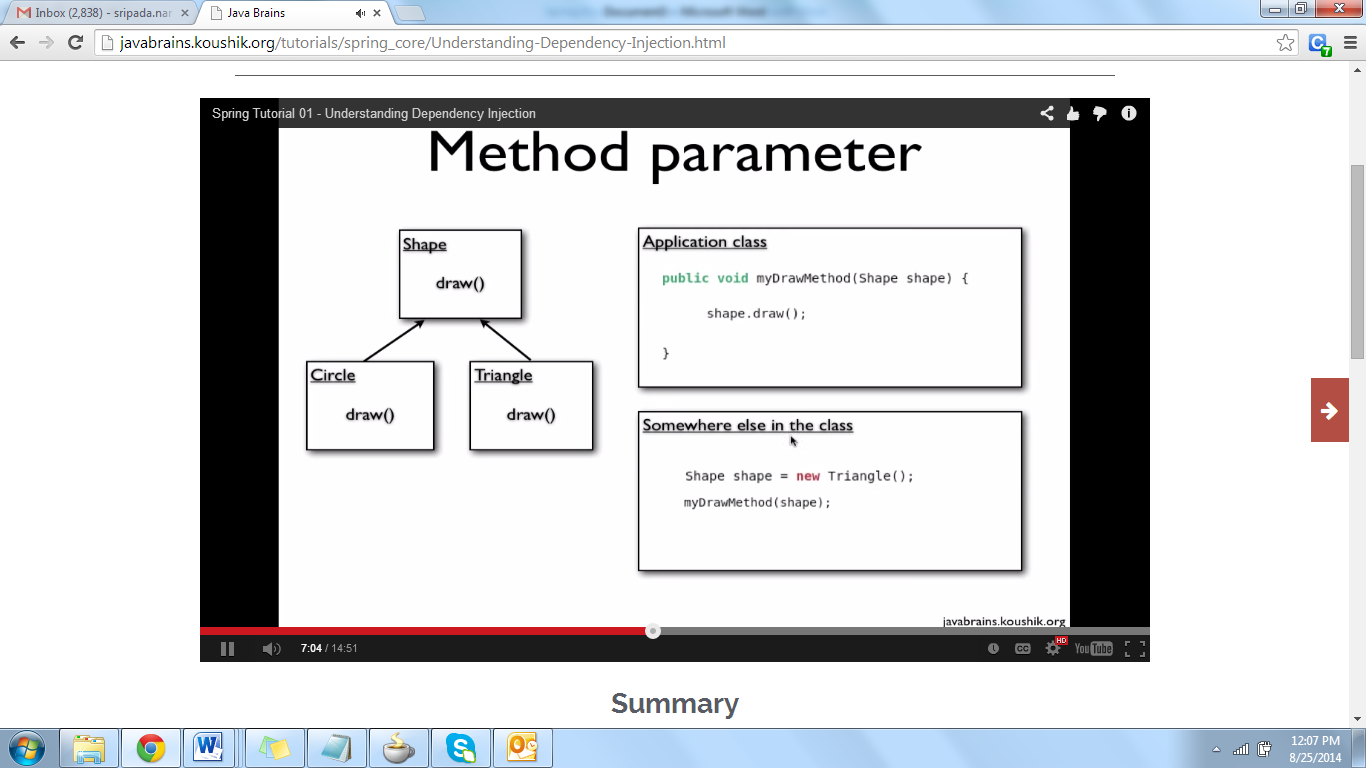 Inbox (2,838) - sripada.nar
Java Brains
javabrains.koushik.org/tutorials/spring_core/Understanding-Dependency-Injection.html
Spring Tutorial 01 - Understanding Dependency Injection
Method parameter
Shape
draw()
Circle
draw()
Triangle
draw()
Application class
public void myDrawMethod(Shape shape) {
shape.draw();
}
Somewhere else in the class
Shape shape = new Triangle();
myDrawMethod(shape);
javabrains.koushik.org
7:04 / 14:51
CC
HD
YouTube
Summary
12:07 PM
8/25/2014